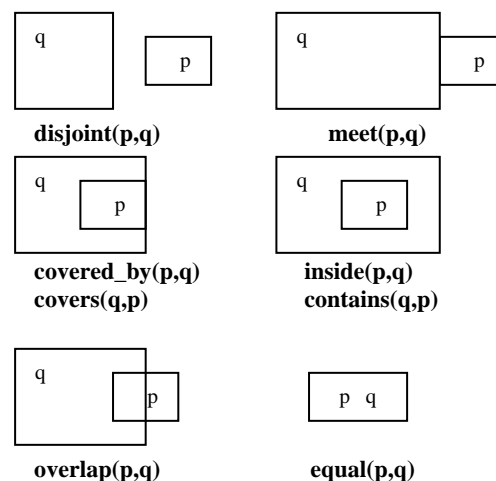 q p
disjoint(p,q)
q p
meet(p,q)
q p
covered_by(p,q)
covers(q,p)
q p
inside(p,q)
contains(q,p)
q p
overlap(p,q)
p q
equal(p,q)